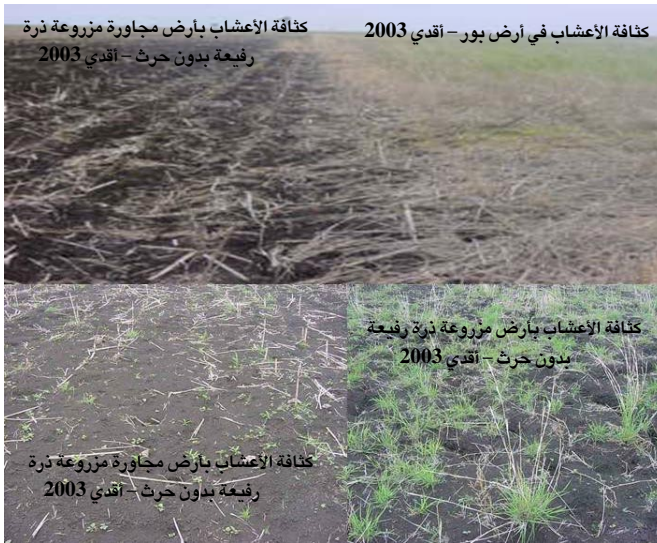 كثافة الأعشاب في أرض بور – أقدي 2003
كثافة الأعشاب بأرض مجاورة مزروعة ذرة
رفيعة بدون حرث – أقدي 2003
كثافة الأعشاب بأرض مزروعة ذرة رفيعة
بدون حرث – أقدي 2003
كثافة الأعشاب بأرض مجاورة مزروعة ذرة
رفيعة بدون حرث – أقدي 2003